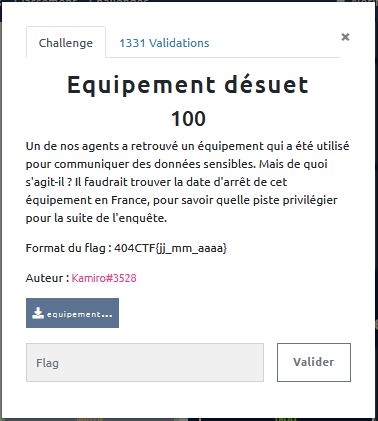 Challenge
1331 Validations
×
Equipement désuet
100
Un de nos agents a retrouvé un équipement qui a été utilisé
pour communiquer des données sensibles. Mais de quoi
s'agit-il ? Il faudrait trouver la date d'arrêt de cet
équipement en France, pour savoir quelle piste privilégier
pour la suite de l'enquête.
Format du flag : 404CTF{jj_mm_aaaa}
Auteur : Kamiro#3528
equipement...
Flag
Valider